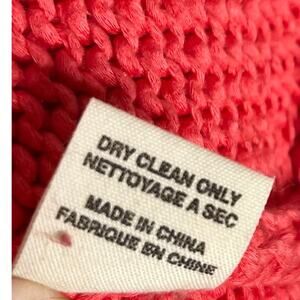 DRY CLEAN ONLY
NETTOYAGE A SEC
MADE IN CHINA
FABRIQUE EN CHINE